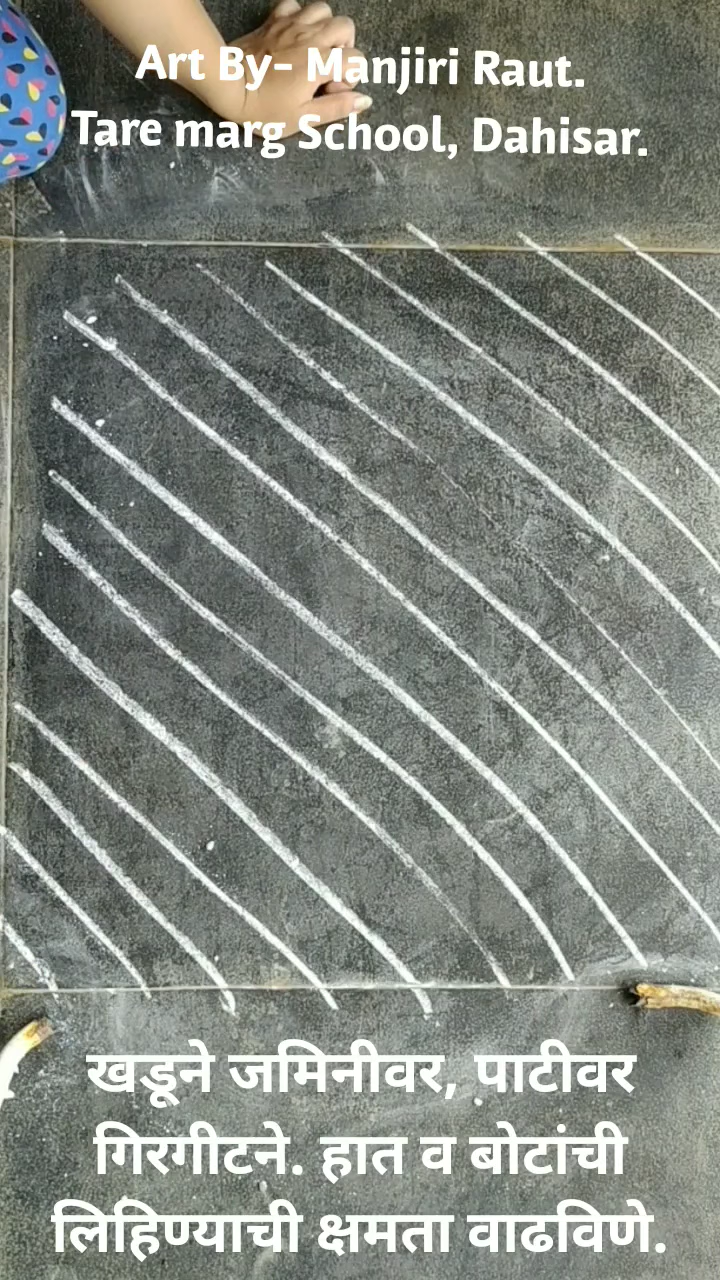 Art By- Manjiri Raut.
Tare marg School, Dahisar.
खडूने जमिनीवर, पाटीवर
गिरगीटने. हात व बोटांची
लिहिण्याची क्षमता वाढविणे.